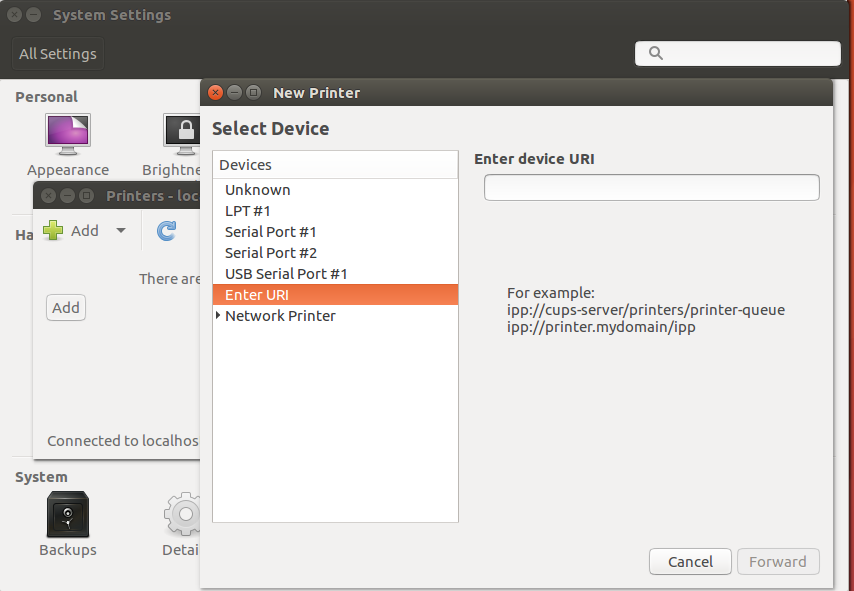 System Settings
All Settings
Personal
Appearance
Brightne
Ha
Printers - loc
Add
There are
Add
Connected to localhos
System
Backups
Detai
New Printer
Select Device
Devices
Unknown
LPT #1
Serial Port #1
Serial Port #2
USB Serial Port #1
Enter URI
Network Printer
Enter device URI
For example:
ipp://cups-server/printers/printer-queue
ipp://printer.mydomain/ipp
Cancel
Forward